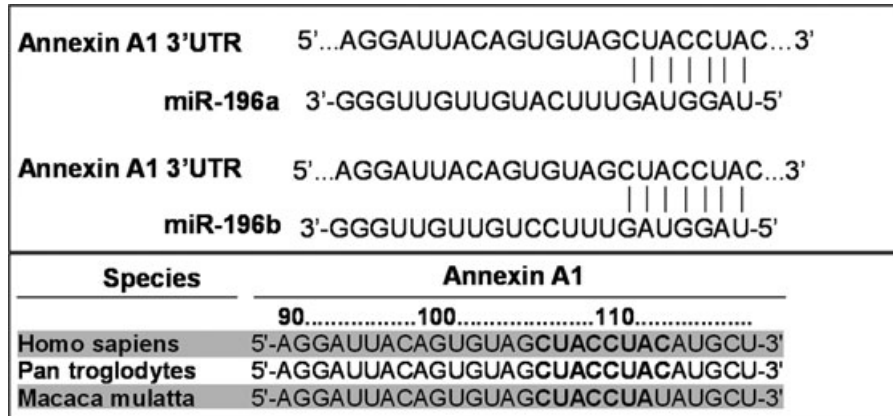 Annexin A1 3'UTR 5'...AGGAUUACAGUGUAGCUACCUAC...3'
miR-196a 3'-GGGUUGUUGUACUUUGAUGGAU-5'
Annexin A1 3'UTR 5'...AGGAUUACAGUGUAGCUACCUAC...3'
miR-196b 3'-GGGUUGUUGUCCUUUGAUGGAU-5'
Species Annexin A1
90.................100.....................110..................
Homo sapiens 5'-AGGAUUACAGUGUAGCUACCUACAUGCU-3'
Pan troglodytes 5'-AGGAUUACAGUGUAGCUACCUACAUGCU-3'
Macaca mulatta 5'-AGGAUUACAGUGUAGCUACCUAUAUGCU-3'